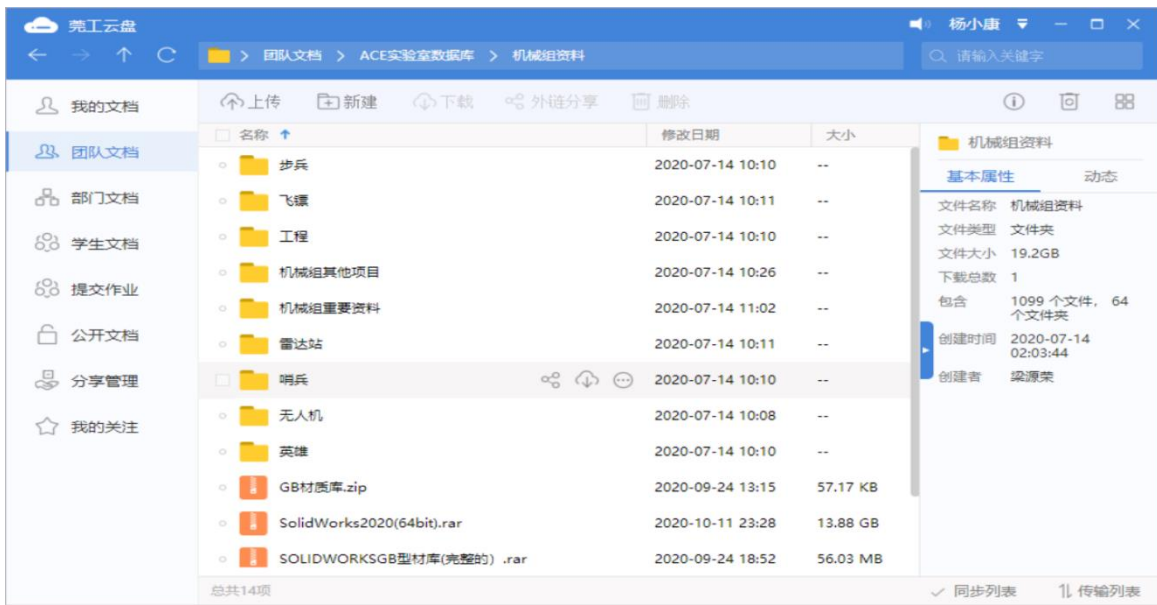 莞工云盘
杨小康
团队文档 > ACE实验室数据库 > 机械组资料
请输入关键字
我的文档
团队文档
部门文档
学生文档
提交作业
公开文档
分享管理
我的关注
上传 新建 下载 外链分享 删除
名称 修改日期 大小
步兵 2020-07-14 10:10 --
飞镖 2020-07-14 10:11 --
工程 2020-07-14 10:10 --
机械组其他项目 2020-07-14 10:26 --
机械组重要资料 2020-07-14 11:02 --
雷达站 2020-07-14 10:11 --
哨兵 2020-07-14 10:10 --
无人机 2020-07-14 10:08 --
英雄 2020-07-14 10:10 --
GB材质库.zip 2020-09-24 13:15 57.17 KB
SolidWorks2020(64bit).rar 2020-10-11 23:28 13.88 GB
SOLIDWORKSGB型材库(完整的）.rar 2020-09-24 18:52 56.03 MB
总共14项
机械组资料
基本属性 动态
文件名称 机械组资料
文件类型 文件夹
文件大小 19.2GB
下载总数 1
包含 1099 个文件， 64
个文件夹
创建时间 2020-07-14
02:03:44
创建者 梁源荣
同步列表 传输列表